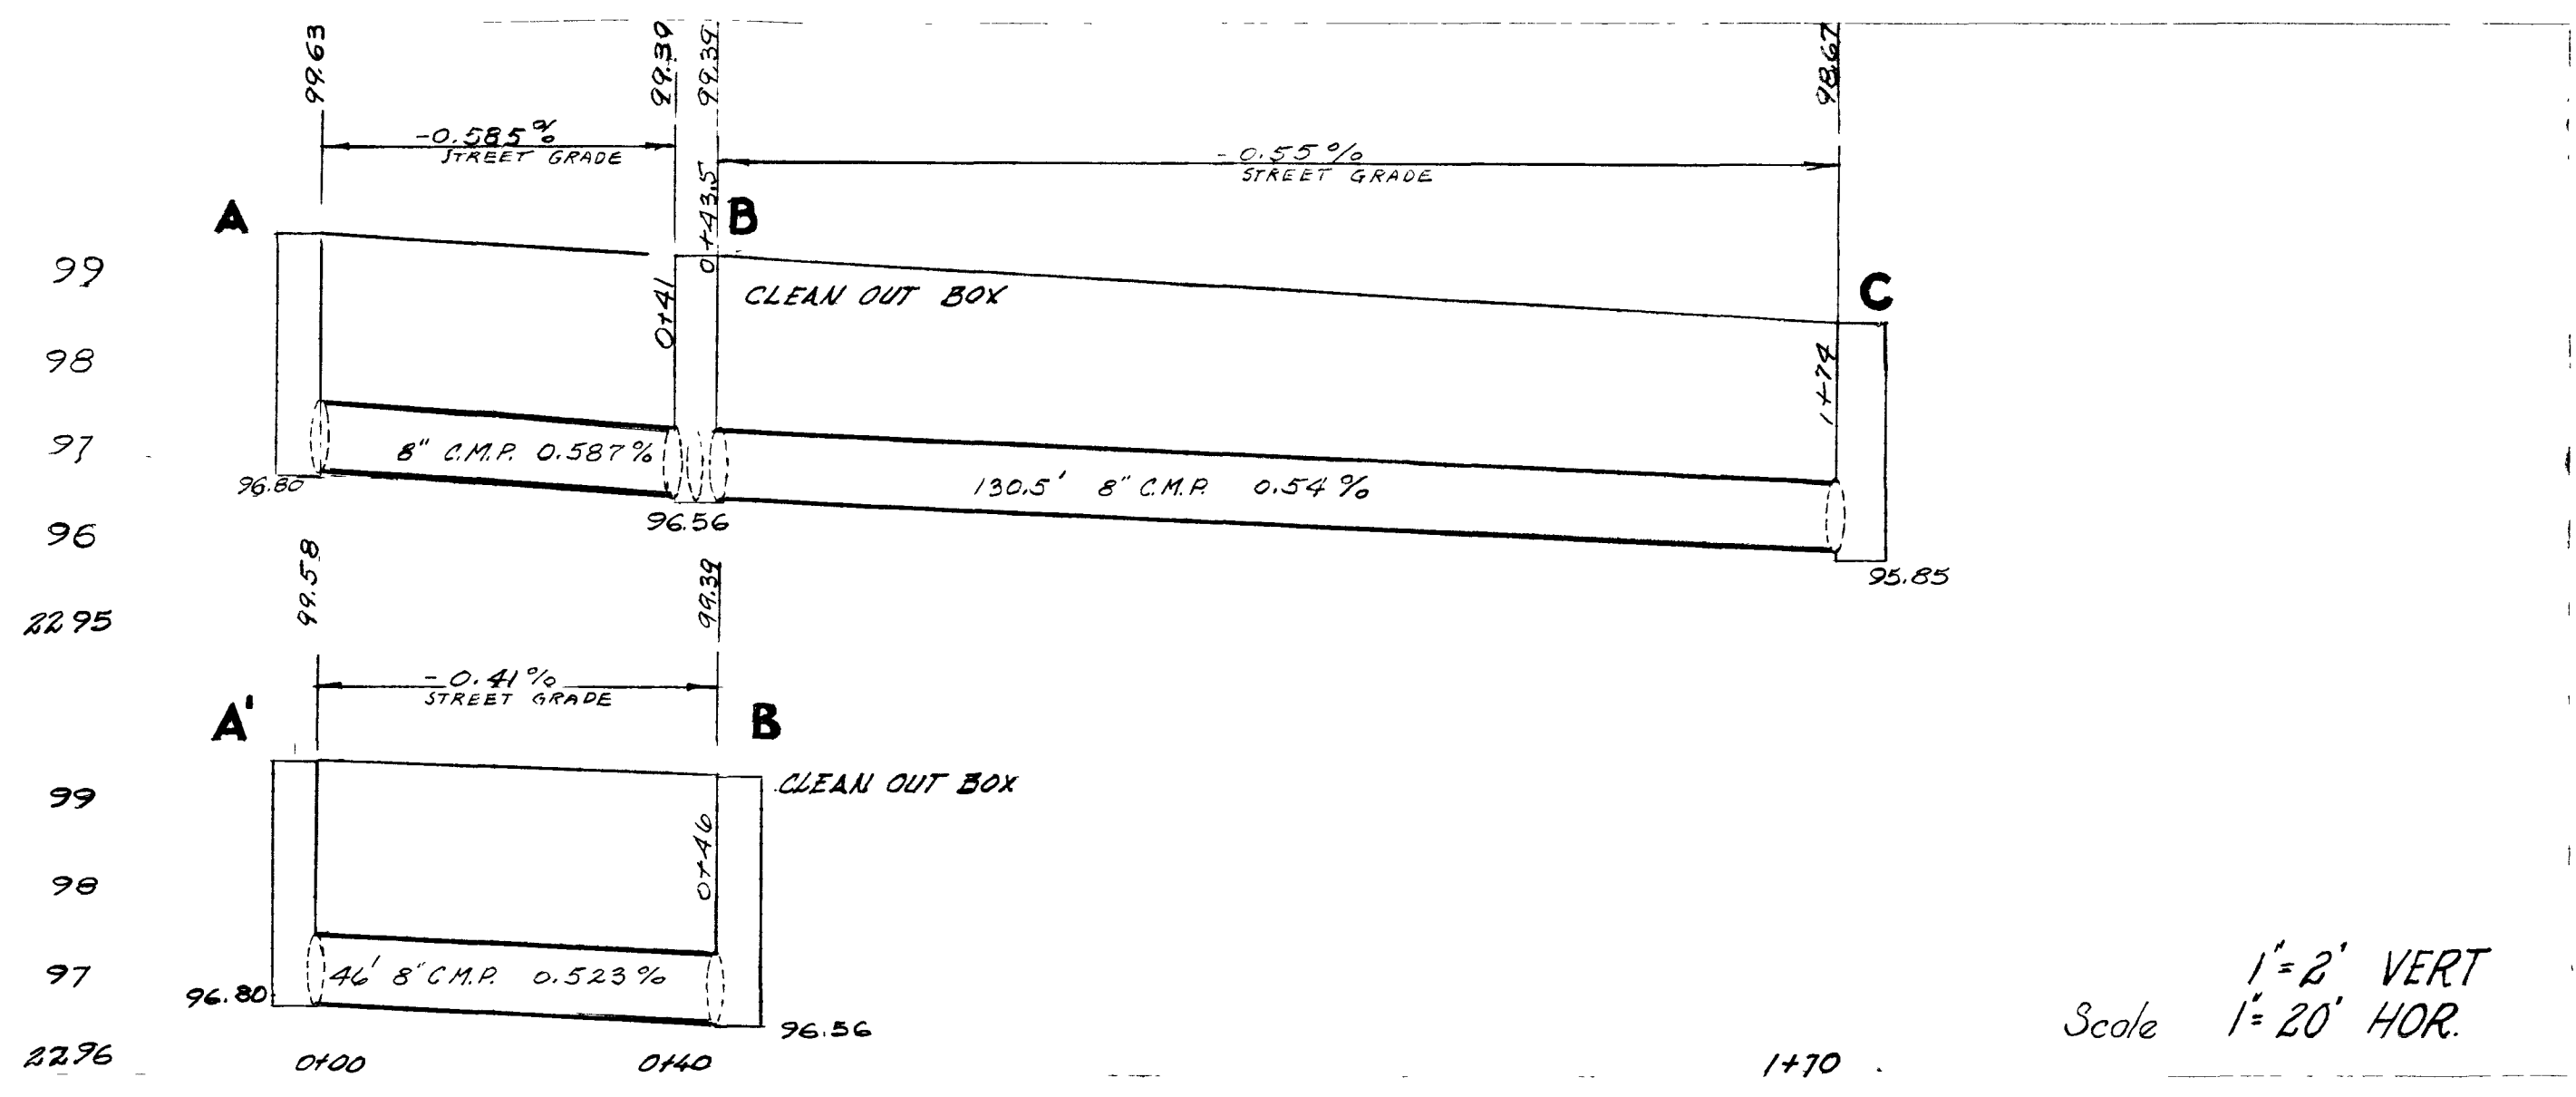 99.63
99.39
99.39
98.67
-0.585%
STREET GRADE
-0.55%
STREET GRADE
A
0+43.5
B
99
0+41
CLEAN OUT BOX
C
98
1+74
97
8" C.M.P. 0.587%
96.80
130.5' 8" C.M.P. 0.54%
96
96.56
95.85
99.58
99.39
2295
-0.41%
STREET GRADE
A'
B
99
CLEAN OUT BOX
0+46
98
97
46' 8" C.M.P. 0.523%
96.80
96.56
1"=2' VERT
Scale 1"=20' HOR.
2296
0+00
0+40
1+70